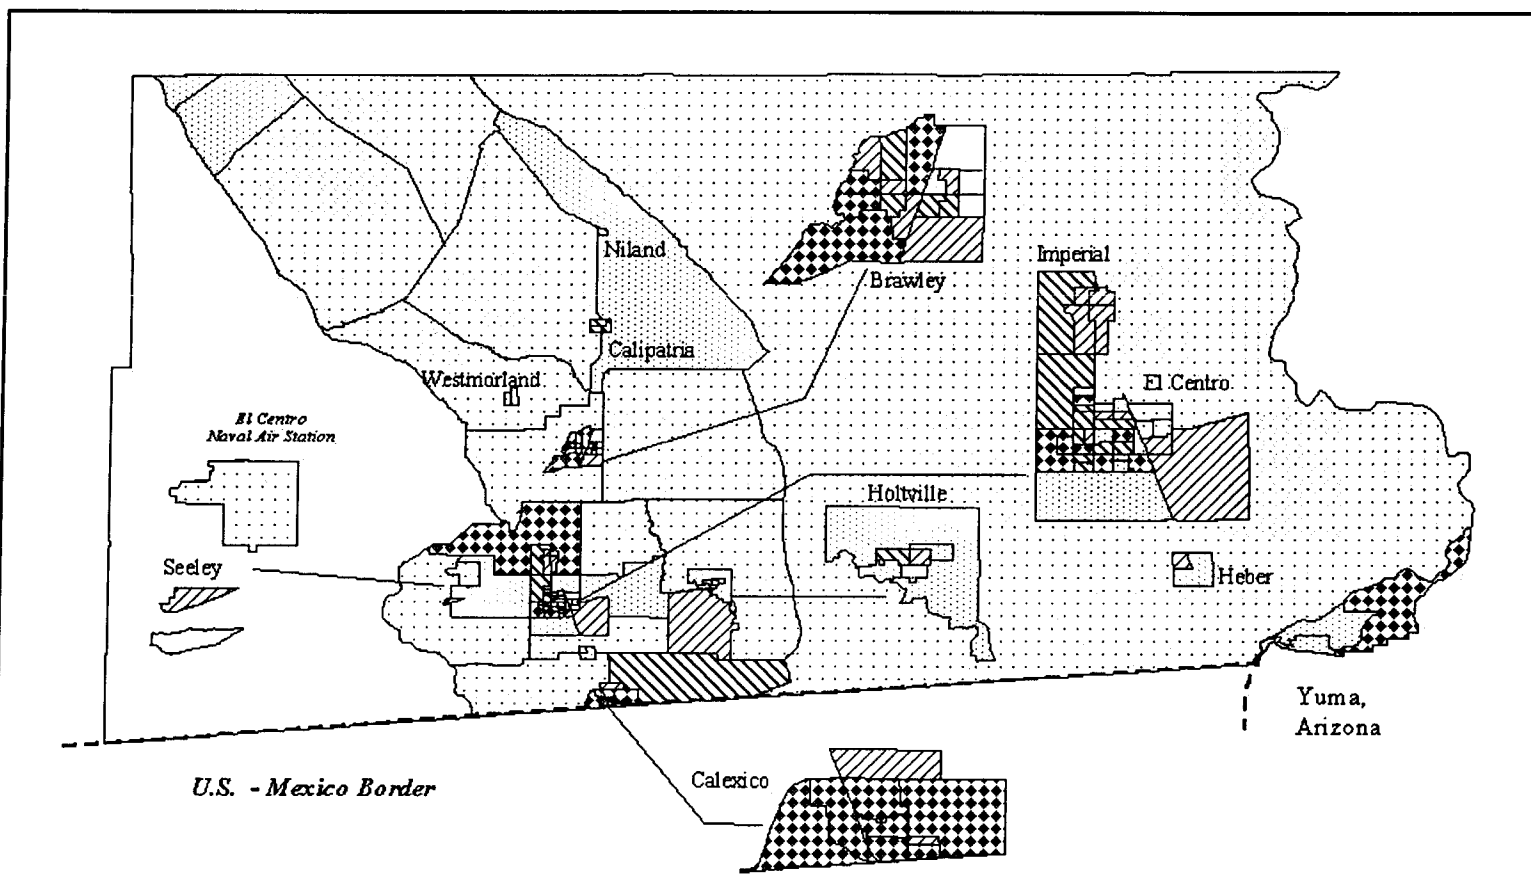 Niland
Brawley
Imperial
Calipatria
Westmorland
El Centro
El Centro
Naval Air Station
Holtville
Seeley
Heber
Yuma,
Arizona
U.S. - Mexico Border
Calexico